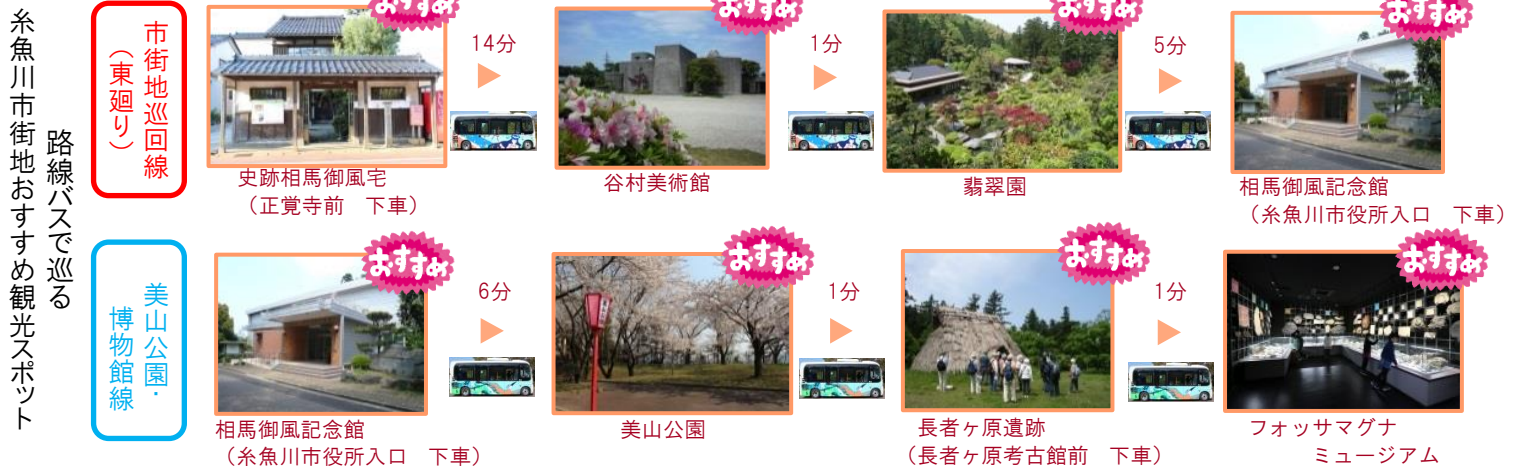 路線バスで巡る
糸魚川市街地おすすめ観光スポット
市街地巡回線
(東廻り)
おすすめ
史跡相馬御風宅
(正覚寺前 下車)
14分
谷村美術館
1分
おすすめ
翡翠園
5分
おすすめ
相馬御風記念館
(糸魚川市役所入口 下車)
美山公園・
博物館線
おすすめ
相馬御風記念館
(糸魚川市役所入口 下車)
6分
おすすめ
美山公園
1分
おすすめ
長者ヶ原遺跡
(長者ヶ原考古館前 下車)
1分
おすすめ
フォッサマグナ
ミュージアム